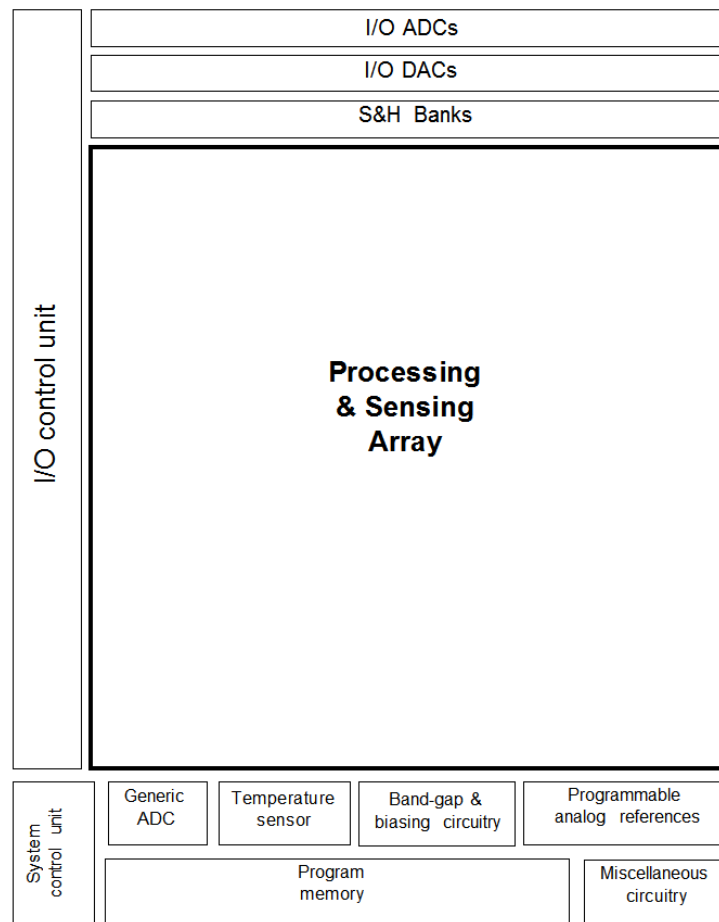 I/O ADCs
I/O DACs
S&H Banks
I/O control unit
Processing
& Sensing
Array
System
control unit
Generic
ADC
Temperature
sensor
Band-gap &
biasing circuitry
Programmable
analog references
Program
memory
Miscellaneous
circuitry